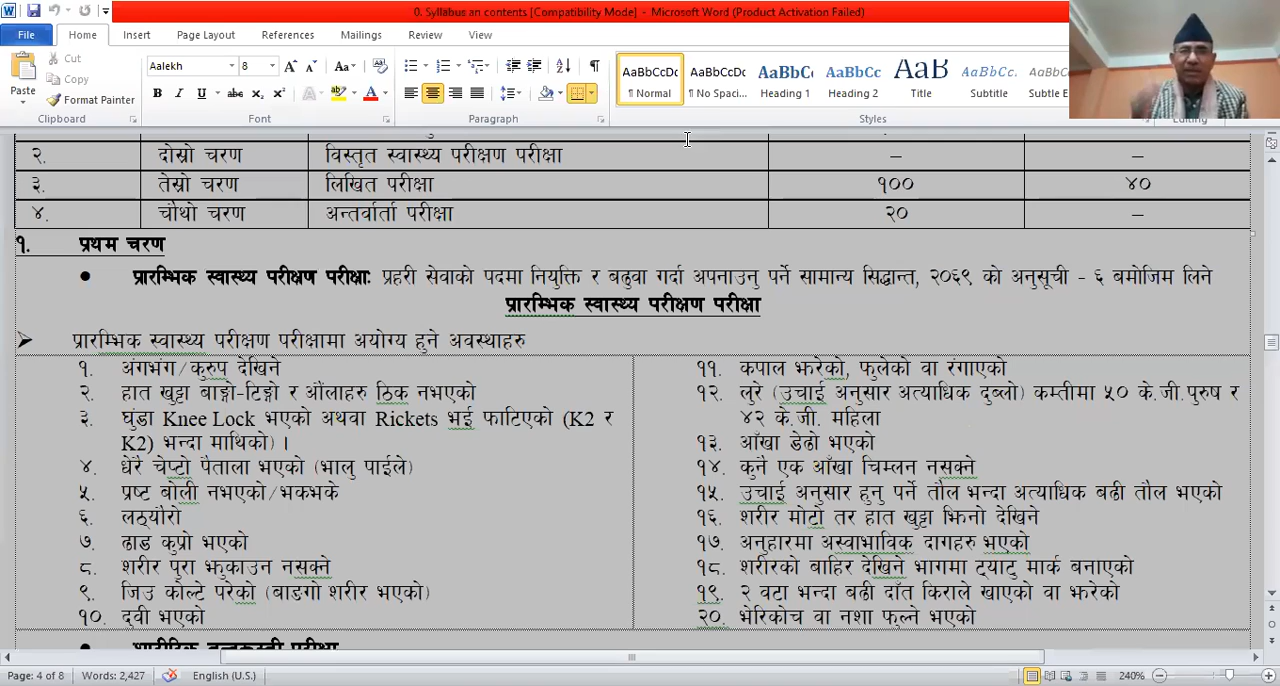 0. Syllabus an contents [Compatibility Mode] - Microsoft Word (Product Activation Failed)
File Home Insert Page Layout References Mailings Review View
Cut
Copy
Format Painter
Paste
Clipboard
Aalekh 8
Font
Paragraph
AaBbCcDc AaBbCcDc AaBbC AaBbCc AaB AaBbCc AaBbC
¶ Normal ¶ No Spaci... Heading 1 Heading 2 Title Subtitle Subtle
Styles
२. दोस्रो चरण विस्तृत स्वास्थ्य परीक्षण परीक्षा – –
३. तेस्रो चरण लिखित परीक्षा १०० ४०
४. चौथो चरण अन्तर्वार्ता परीक्षा २० –
१. प्रथम चरण
● प्रारम्भिक स्वास्थ्य परीक्षण परीक्षाः प्रहरी सेवाको पदमा नियुक्ति र बढुवा गर्दा अपनाउनु पर्ने सामान्य सिद्धान्त, २०६९ को अनुसूची - ६ बमोजिम लिने
प्रारम्भिक स्वास्थ्य परीक्षण परीक्षा
➢ प्रारम्भिक स्वास्थ्य परीक्षण परीक्षामा अयोग्य हुने अवस्थाहरु
१. अंगभंग/कुरुप देखिने
२. हात खुट्टा बाङ्गो-टिङ्गो र औंलाहरु ठिक नभएको
३. घुंडा Knee Lock भएको अथवा Rickets भई फाटिएको (K2 र
K2) भन्दा माथिको) ।
४. धेरै चेप्टो पैताला भएको (भालु पाईले)
५. प्रष्ट बोली नभएको/भकभके
६. लठ्यौरो
७. ढाड कुप्रो भएको
८. शरीर पुरा झुकाउन नसक्ने
९. जिउ कोल्टे परेको (बाङगो शरीर भएको)
१०. दवी भएको
११. कपाल झरेको, फुलेको वा रंगाएको
१२. लुरे (उचाई अनुसार अत्याधिक दुब्लो) कम्तीमा ५० के.जी.पुरुष र
४२ के.जी. महिला
१३. आँखा डेढो भएको
१४. कुनै एक आँखा चिम्लन नसक्ने
१५. उचाई अनुसार हुनु पर्ने तौल भन्दा अत्याधिक बढी तौल भएको
१६. शरीर मोटो तर हात खुट्टा झिनो देखिने
१७. अनुहारमा अस्वाभाविक दागहरु भएको
१८. शरीरको बाहिर देखिने भागमा ट्याटु मार्क बनाएको
१९. २ वटा भन्दा बढी दाँत किराले खाएको वा झरेको
२०. भेरिकोच वा नशा फुल्ने भएको
Page: 4 of 8 Words: 2,427 English (U.S.) 240%